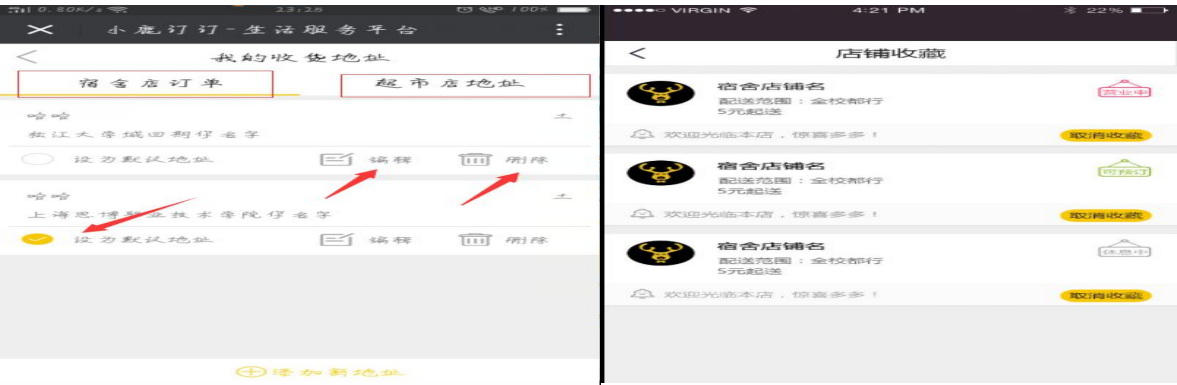 0.80K/s 23:26 100%
小鹿订订-生活服务平台
我的收货地址
宿舍店订单 超市店地址
哈哈
松江大学城四期仔名字
设为默认地址 编辑 删除
哈哈
上海思博职业技术学院仔名字
设为默认地址 编辑 删除
添加新地址
VIRGIN 4:21 PM 22%
店铺收藏
宿舍店铺名
营业中
配送范围：全校都行
5元起送
欢迎光临本店，惊喜多多！ 取消收藏
宿舍店铺名
可预订
配送范围：全校都行
5元起送
欢迎光临本店，惊喜多多！ 取消收藏
宿舍店铺名
休息中
配送范围：全校都行
5元起送
欢迎光临本店，惊喜多多！ 取消收藏